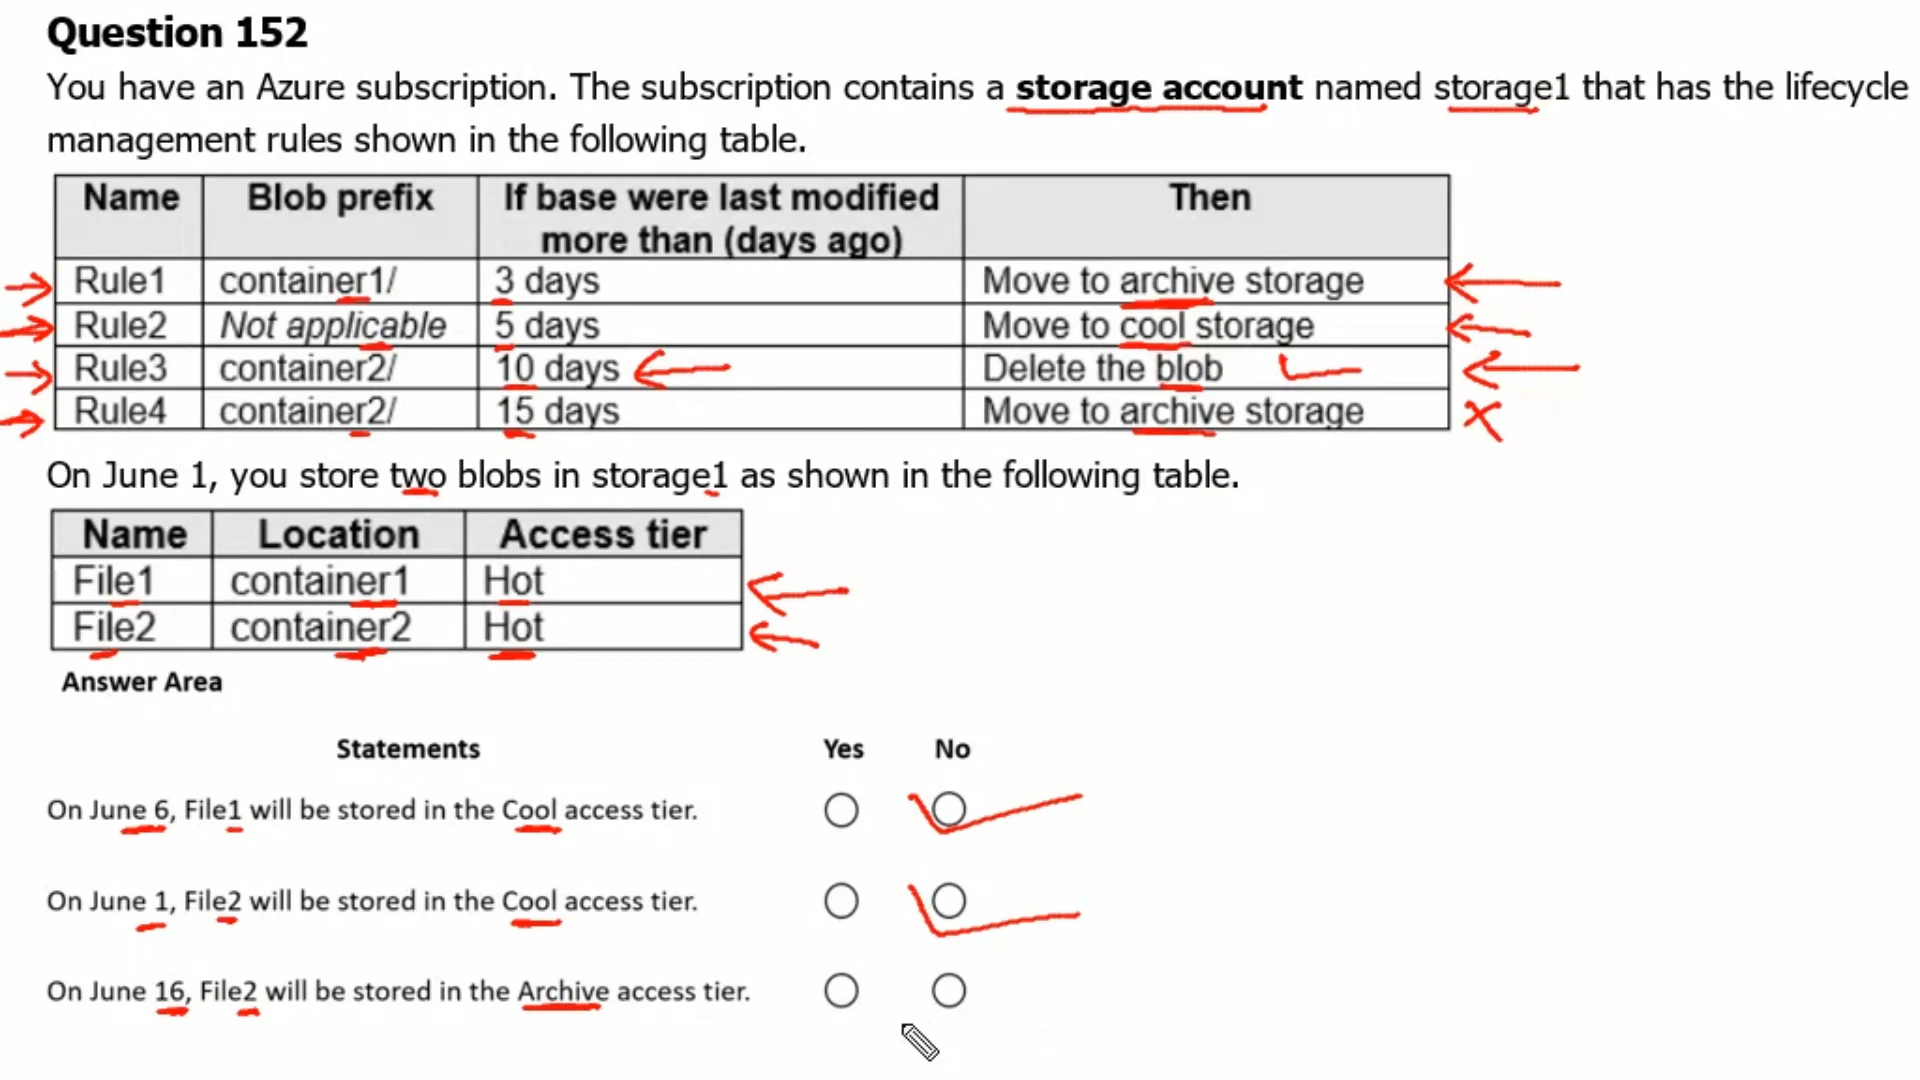 Question 152
You have an Azure subscription. The subscription contains a storage account named storage1 that has the lifecycle
management rules shown in the following table.
Name Blob prefix If base were last modified more than (days ago) Then
Rule1 container1/ 3 days Move to archive storage
Rule2 Not applicable 5 days Move to cool storage
Rule3 container2/ 10 days Delete the blob
Rule4 container2/ 15 days Move to archive storage
On June 1, you store two blobs in storage1 as shown in the following table.
Name Location Access tier
File1 container1 Hot
File2 container2 Hot
Answer Area
Statements Yes No
On June 6, File1 will be stored in the Cool access tier.
On June 1, File2 will be stored in the Cool access tier.
On June 16, File2 will be stored in the Archive access tier.